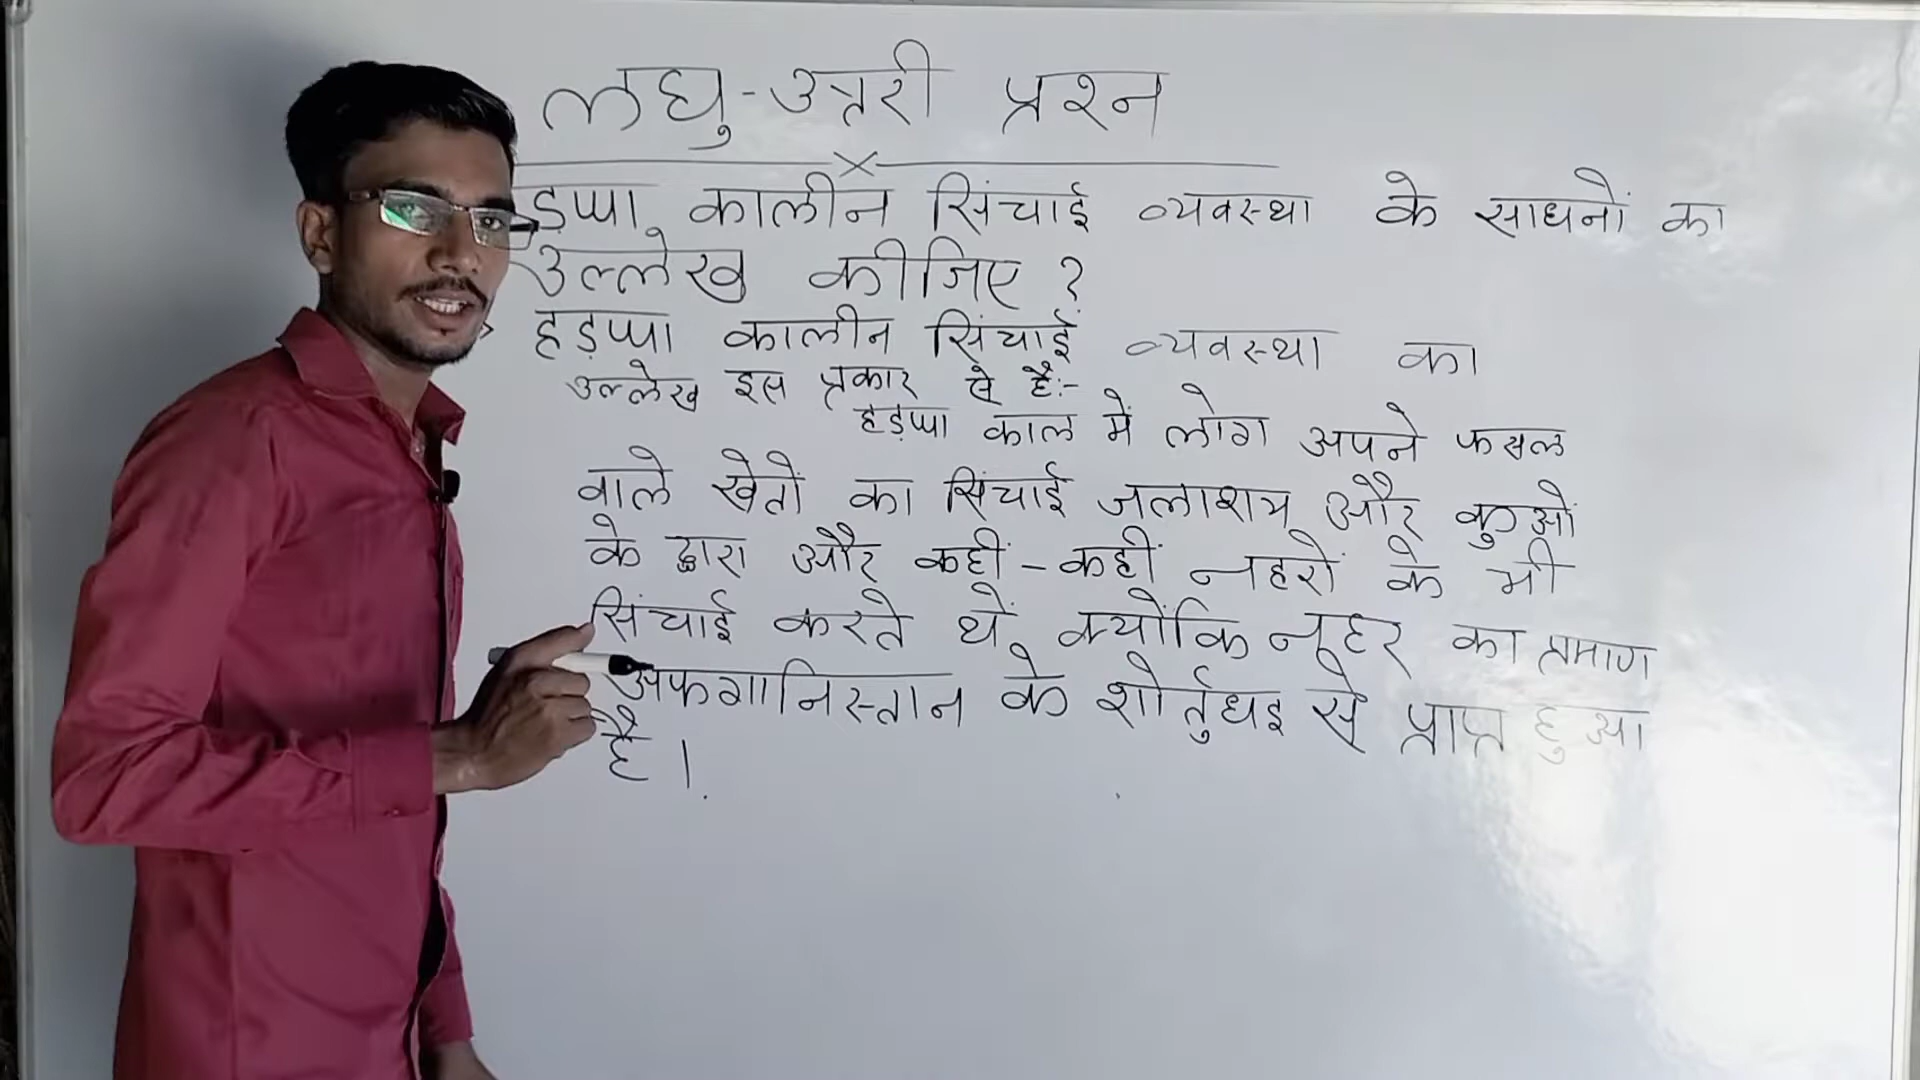 लघु-उत्तरी प्रश्न
हड़प्पा कालीन सिंचाई व्यवस्था के साधनों का
उल्लेख कीजिए ?
हड़प्पा कालीन सिंचाई व्यवस्था का
उल्लेख इस प्रकार से है:-
हड़प्पा काल में लोग अपने फसल
वाले खेतों का सिंचाई जलाशय और कुओं
के द्वारा और कहीं-कहीं नहरों के भी
सिंचाई करते थें क्योंकि नहर का प्रमाण
अफगानिस्तान के शोर्तुघइ से प्राप्त हुआ
है।